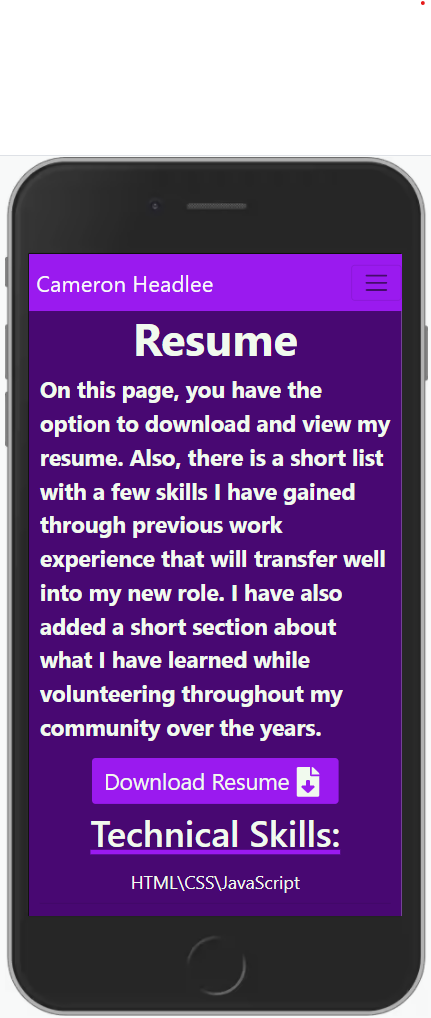 Cameron Headlee
Resume
On this page, you have the
option to download and view my
resume. Also, there is a short list
with a few skills I have gained
through previous work
experience that will transfer well
into my new role. I have also
added a short section about
what I have learned while
volunteering throughout my
community over the years.
Download Resume
Technical Skills:
HTML\CSS\JavaScript